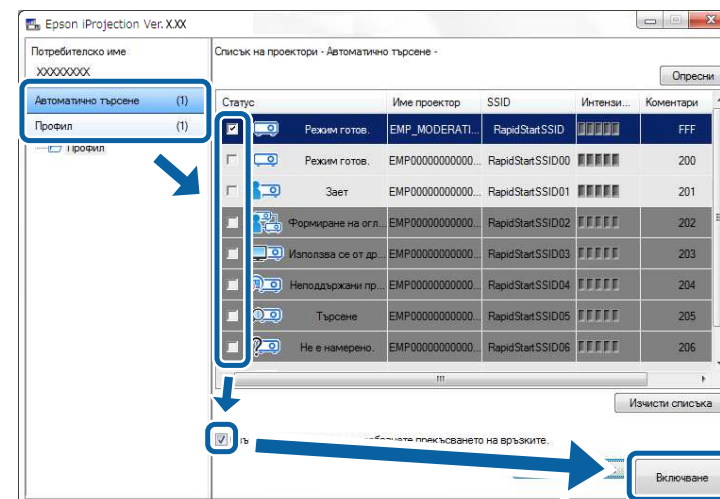 Epson iProjection Ver. X.XX
Потребителско име
XXXXXXXX
Автоматично търсене (1)
Профил (1)
Профил
Списък на проектори - Автоматично търсене -
Опресни
Статус Име проектор SSID Интензи... Коментари
Режим готов. EMP_MODERATI... RapidStartSSID FFF
Режим готов. EMP00000000000... RapidStartSSID00 200
Зает EMP00000000000... RapidStartSSID01 201
Формиране на огл... EMP00000000000... RapidStartSSID02 202
Използва се от др... EMP00000000000... RapidStartSSID03 203
Неподдържани пр... EMP00000000000... RapidStartSSID04 204
Търсене EMP00000000000... RapidStartSSID05 205
Не е намерено. EMP00000000000... RapidStartSSID06 206
Изчисти списъка
прекъсването на връзките.
Включване